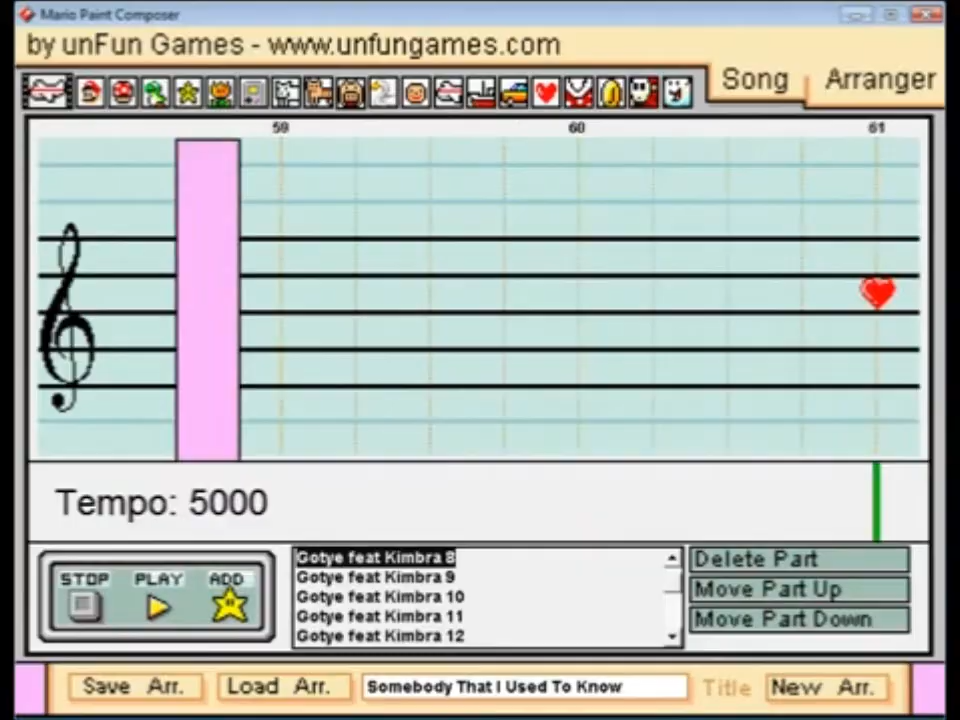 Mario Paint Composer
by unFun Games - www.unfungames.com
Song Arranger
59 60 61
Tempo: 5000
STOP PLAY ADD
Gotye feat Kimbra 8
Gotye feat Kimbra 9
Gotye feat Kimbra 10
Gotye feat Kimbra 11
Gotye feat Kimbra 12
Delete Part
Move Part Up
Move Part Down
Save Arr. Load Arr. Somebody That I Used To Know Title New Arr.